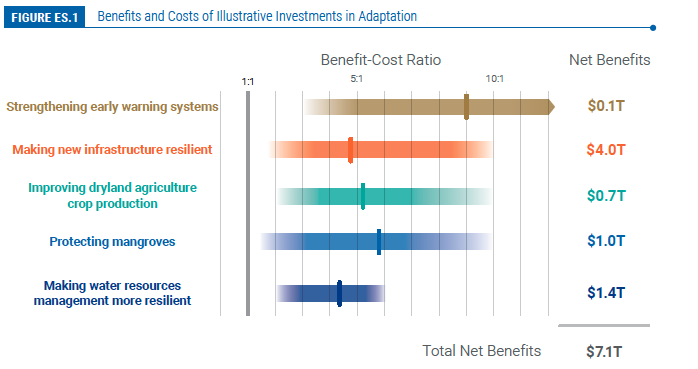 FIGURE ES.1 Benefits and Costs of Illustrative Investments in Adaptation
Benefit-Cost Ratio Net Benefits
1:1 5:1 10:1
Strengthening early warning systems $0.1T
Making new infrastructure resilient $4.0T
Improving dryland agriculture
crop production $0.7T
Protecting mangroves $1.0T
Making water resources
management more resilient $1.4T
Total Net Benefits $7.1T